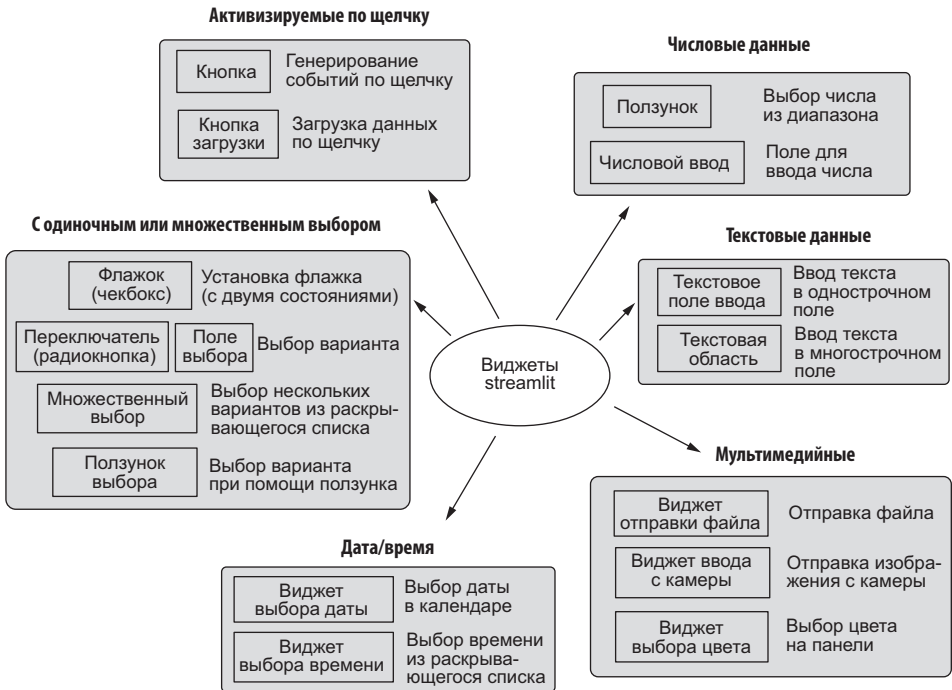 Активизируемые по щелчку
Кнопка
Генерирование
событий по щелчку
Кнопка
загрузки
Загрузка данных
по щелчку
Числовые данные
Ползунок
Выбор числа
из диапазона
Числовой ввод
Поле для
ввода числа
С одиночным или множественным выбором
Флажок
(чекбокс)
Установка флажка
(с двумя состояниями)
Переключатель
(радиокнопка)
Поле
выбора
Выбор варианта
Множественный
выбор
Выбор нескольких
вариантов из раскры-
вающегося списка
Ползунок
выбора
Выбор варианта
при помощи ползунка
Виджеты
streamlit
Текстовые данные
Текстовое
поле ввода
Ввод текста
в однострочном
поле
Текстовая
область
Ввод текста
в многострочном
поле
Дата/время
Виджет
выбора даты
Выбор даты
в календаре
Виджет
выбора времени
Выбор времени
из раскрыва-
ющегося списка
Мультимедийные
Виджет
отправки файла
Отправка файла
Виджет ввода
с камеры
Отправка изобра-
жения с камеры
Виджет
выбора цвета
Выбор цвета
на панели